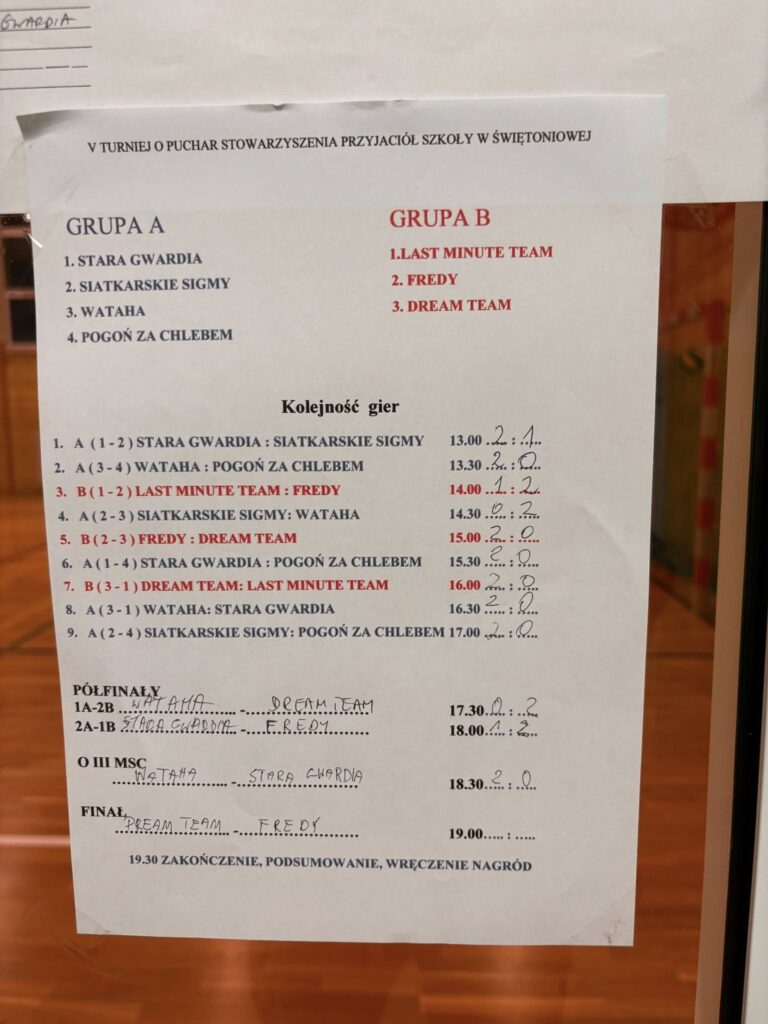 GWARDIA
V TURNIEJ O PUCHAR STOWARZYSZENIA PRZYJACIÓŁ SZKOŁY W ŚWIĘTONIOWEJ
GRUPA A
1. STARA GWARDIA
2. SIATKARSKIE SIGMY
3. WATAHA
4. POGOŃ ZA CHLEBEM
GRUPA B
1.LAST MINUTE TEAM
2. FREDY
3. DREAM TEAM
Kolejność gier
1. A ( 1 - 2 ) STARA GWARDIA : SIATKARSKIE SIGMY 13.00 2 : 1
2. A ( 3 - 4 ) WATAHA : POGOŃ ZA CHLEBEM 13.30 2 : 0
3. B ( 1 - 2 ) LAST MINUTE TEAM : FREDY 14.00 1 : 2
4. A ( 2 - 3 ) SIATKARSKIE SIGMY: WATAHA 14.30 0 : 2
5. B ( 2 - 3 ) FREDY : DREAM TEAM 15.00 2 : 0
6. A ( 1 - 4 ) STARA GWARDIA : POGOŃ ZA CHLEBEM 15.30 2 : 0
7. B ( 3 - 1 ) DREAM TEAM: LAST MINUTE TEAM 16.00 2 : 0
8. A ( 3 - 1 ) WATAHA: STARA GWARDIA 16.30 2 : 0
9. A ( 2 - 4 ) SIATKARSKIE SIGMY: POGOŃ ZA CHLEBEM 17.00 2 : 0
PÓŁFINAŁY
1A-2B WATAHA - DREAM TEAM 17.30 0 : 2
2A-1B STARA GWARDIA - FREDY 18.00 1 : 2
O III MSC
WATAHA - STARA GWARDIA 18.30 2 : 0
FINAŁ
DREAM TEAM - FREDY 19.00..... : .....
19.30 ZAKOŃCZENIE, PODSUMOWANIE, WRĘCZENIE NAGRÓD